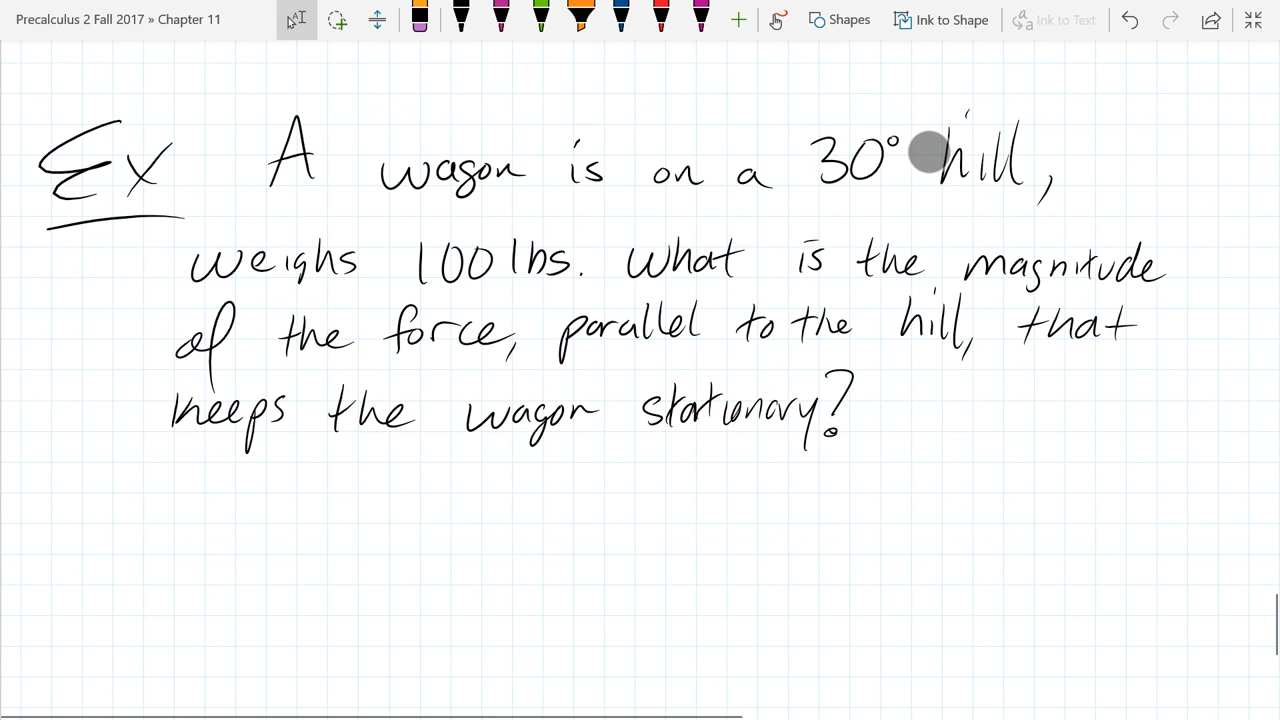 Precalculus 2 Fall 2017 » Chapter 11
Shapes
Ink to Shape
Ink to Text
Ex A wagon is on a 30° hill,
weighs 100 lbs. What is the magnitude
of the force, parallel to the hill, that
keeps the wagon stationary?